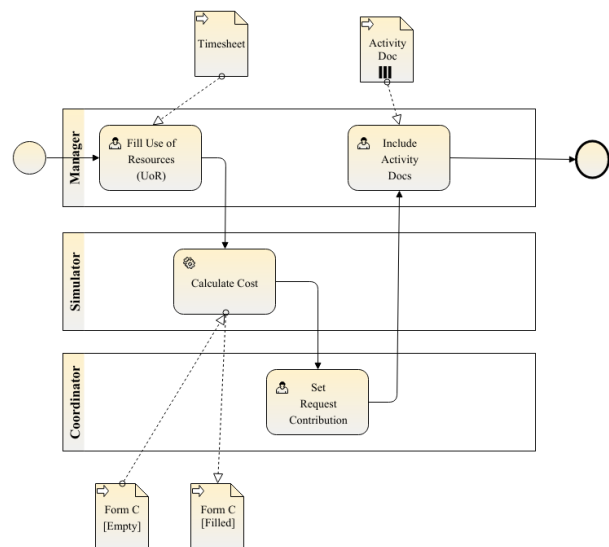 Timesheet
Activity
Doc
Manager
Fill Use of
Resources
(UoR)
Include
Activity
Docs
Simulator
Calculate Cost
Coordinator
Set
Request
Contribution
Form C
[Empty]
Form C
[Filled]